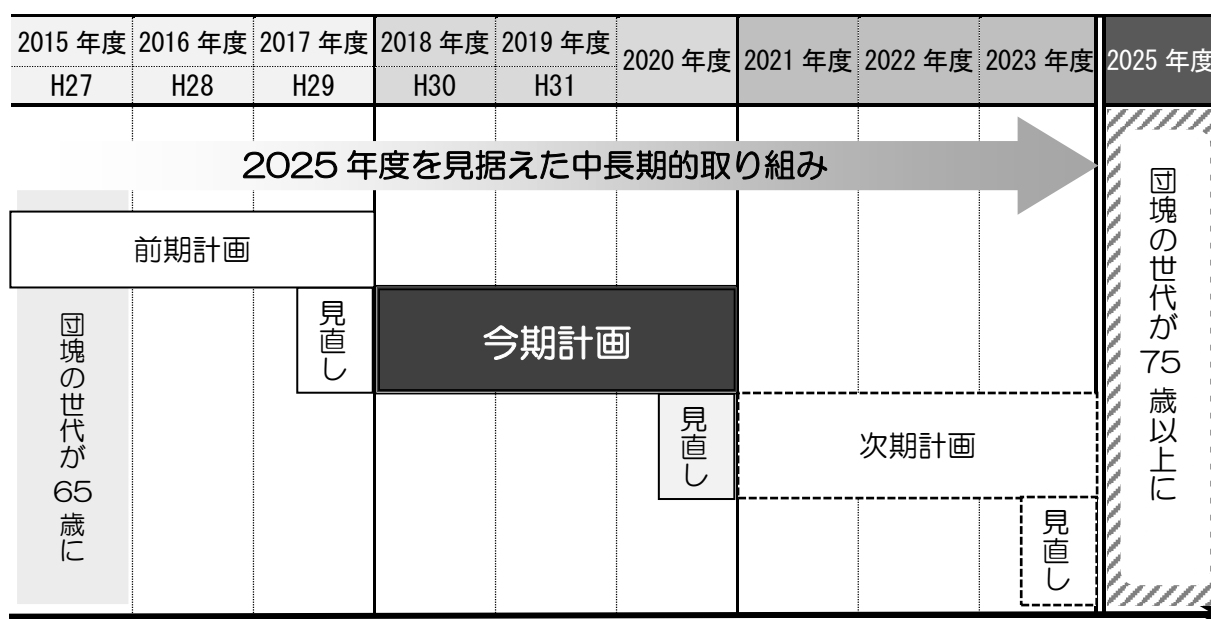 2015 年度 2016 年度 2017 年度 2018 年度 2019 年度 2020 年度 2021 年度 2022 年度 2023 年度 2025 年度
H27 H28 H29 H30 H31
2025 年度を見据えた中長期的取り組み
前期計画
団塊の世代が 65 歳に
見直し
今期計画
見直し
次期計画
見直し
団塊の世代が 75 歳以上に